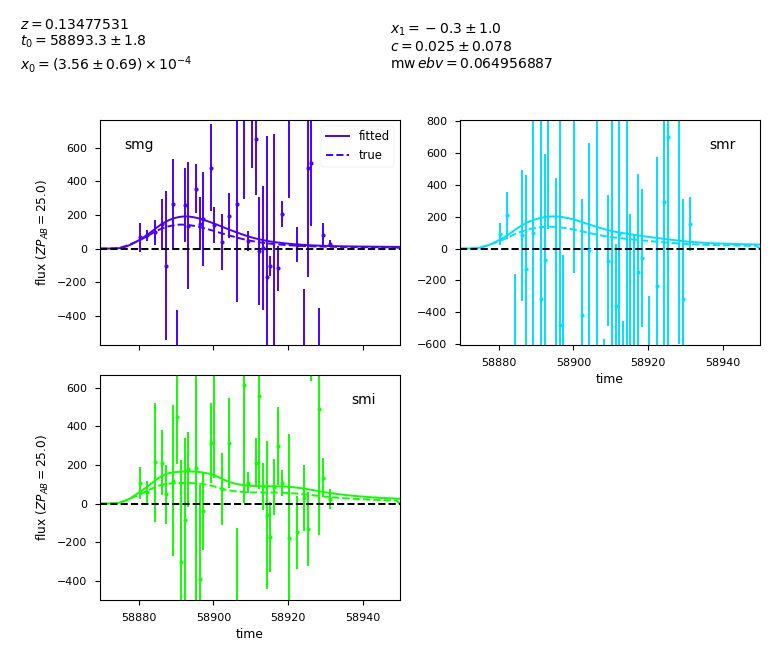 z = 0.13477531
t₀ = 58893.3 ± 1.8
x₀ = (3.56 ± 0.69) × 10⁻⁴
x₁ = −0.3 ± 1.0
c = 0.025 ± 0.078
mw ebv = 0.064956887
smg
fitted
true
600
400
200
0
−200
−400
flux (ZP_AB = 25.0)
smr
800
600
400
200
0
−200
−400
−600
58880 58900 58920 58940
time
smi
600
400
200
0
−200
−400
flux (ZP_AB = 25.0)
58880 58900 58920 58940
time